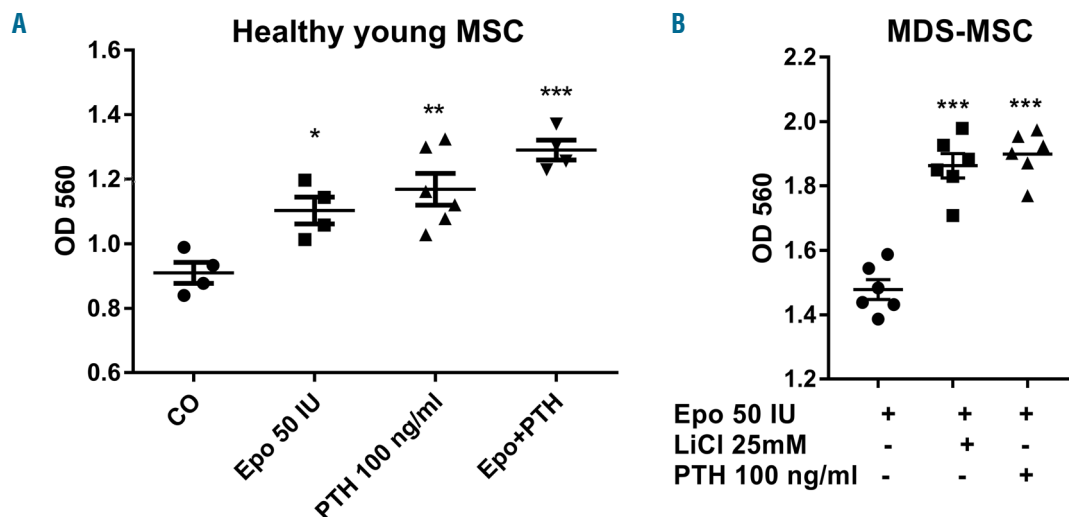 A
Healthy young MSC
OD 560
1.6
1.4
1.2
1.0
0.8
0.6
*
**
***
CO
Epo 50 IU
PTH 100 ng/ml
Epo+PTH
B
MDS-MSC
OD 560
2.2
2.0
1.8
1.6
1.4
1.2
*** ***
Epo 50 IU + + +
LiCl 25mM - + -
PTH 100 ng/ml - - +